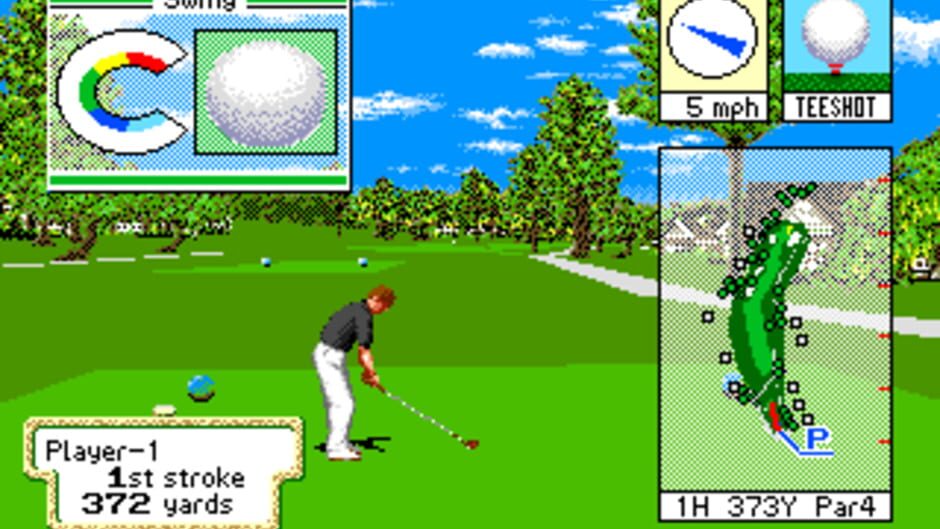 Swing
5 mph
TEESHOT
P
Player-1
1st stroke
372 yards
1H 373Y Par4